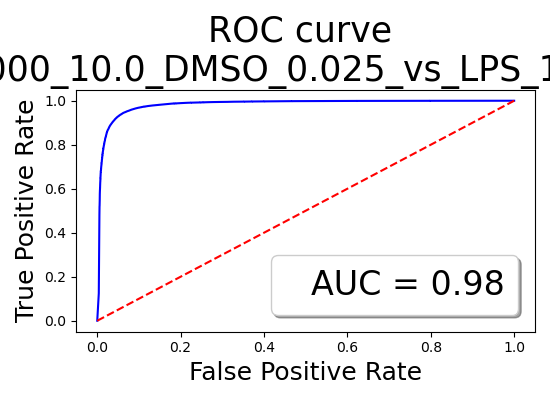 ROC curve
000_10.0_DMSO_0.025_vs_LPS_1
True Positive Rate
1.0
0.8
0.6
0.4
0.2
0.0
AUC = 0.98
0.0 0.2 0.4 0.6 0.8 1.0
False Positive Rate